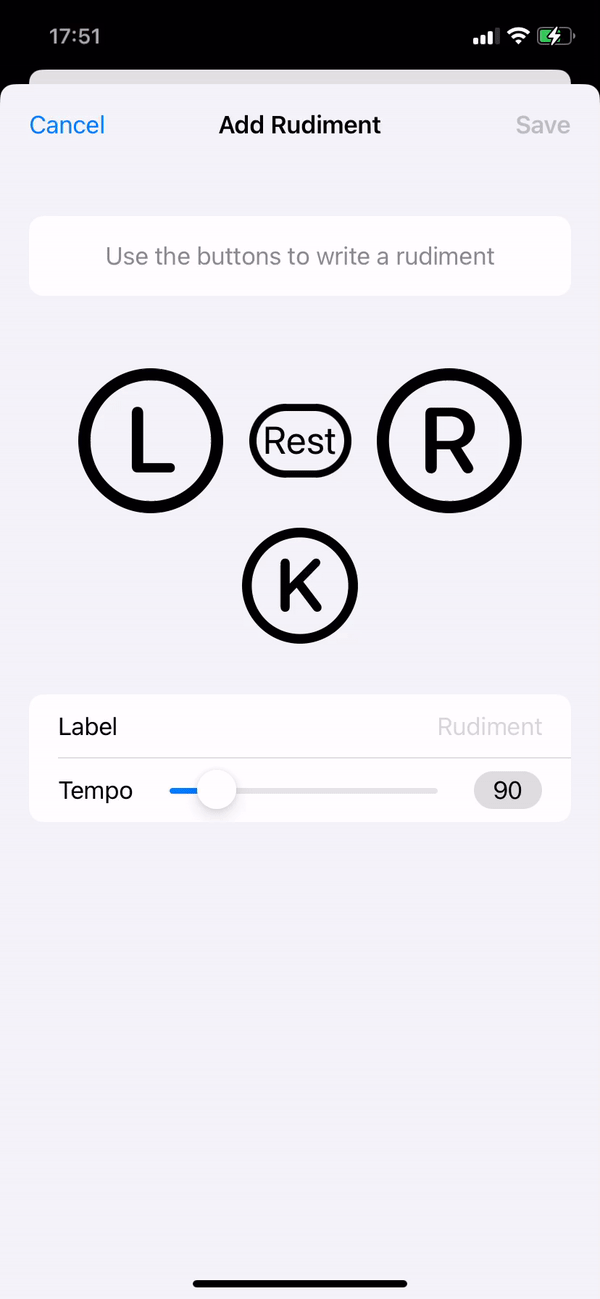 17:51
Cancel Add Rudiment Save
Use the buttons to write a rudiment
L Rest R
K
Label Rudiment
Tempo 90